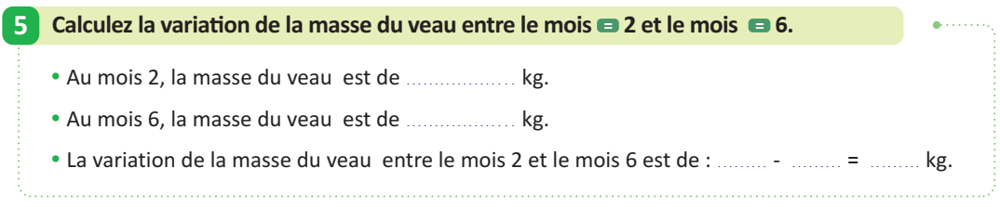 5 Calculez la variation de la masse du veau entre le mois = 2 et le mois = 6.
• Au mois 2, la masse du veau est de ................... kg.
• Au mois 6, la masse du veau est de ................... kg.
• La variation de la masse du veau entre le mois 2 et le mois 6 est de : ......... - ......... = ......... kg.